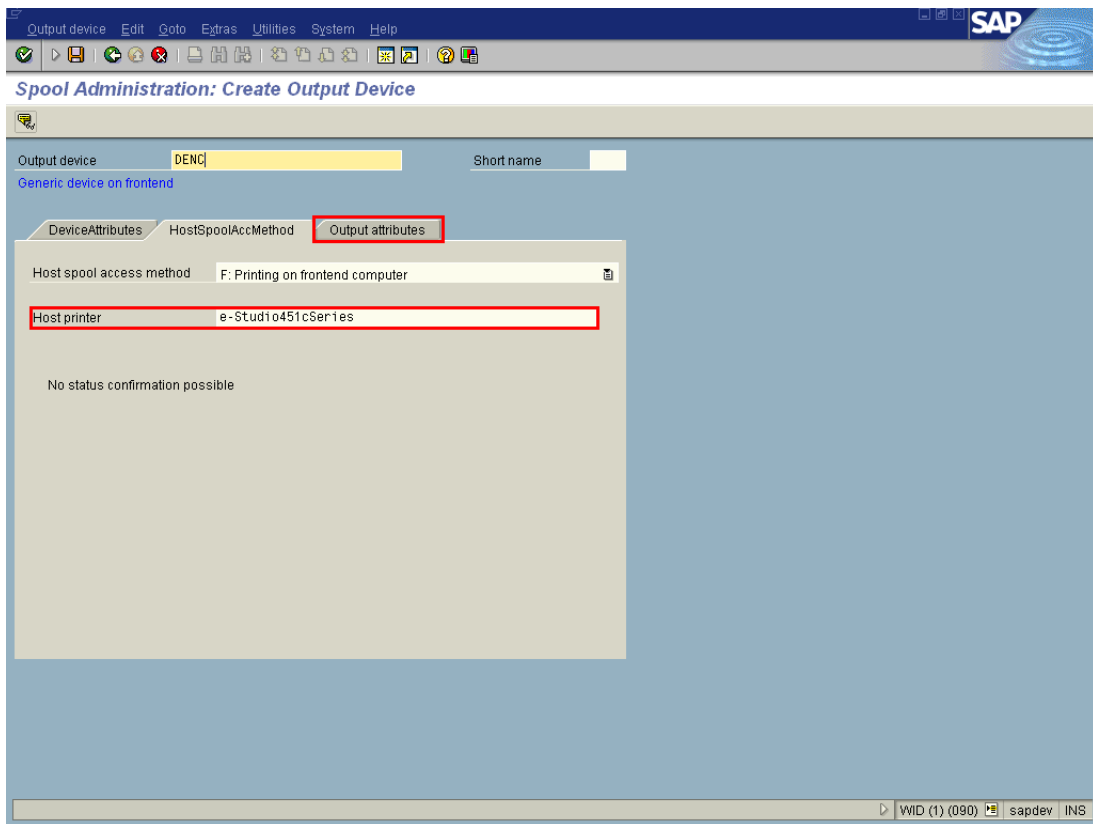 Output device Edit Goto Extras Utilities System Help
SAP
Spool Administration: Create Output Device
Output device DENC Short name
Generic device on frontend
DeviceAttributes HostSpoolAccMethod Output attributes
Host spool access method F: Printing on frontend computer
Host printer e-Studio451cSeries
No status confirmation possible
WID (1) (090) sapdev INS